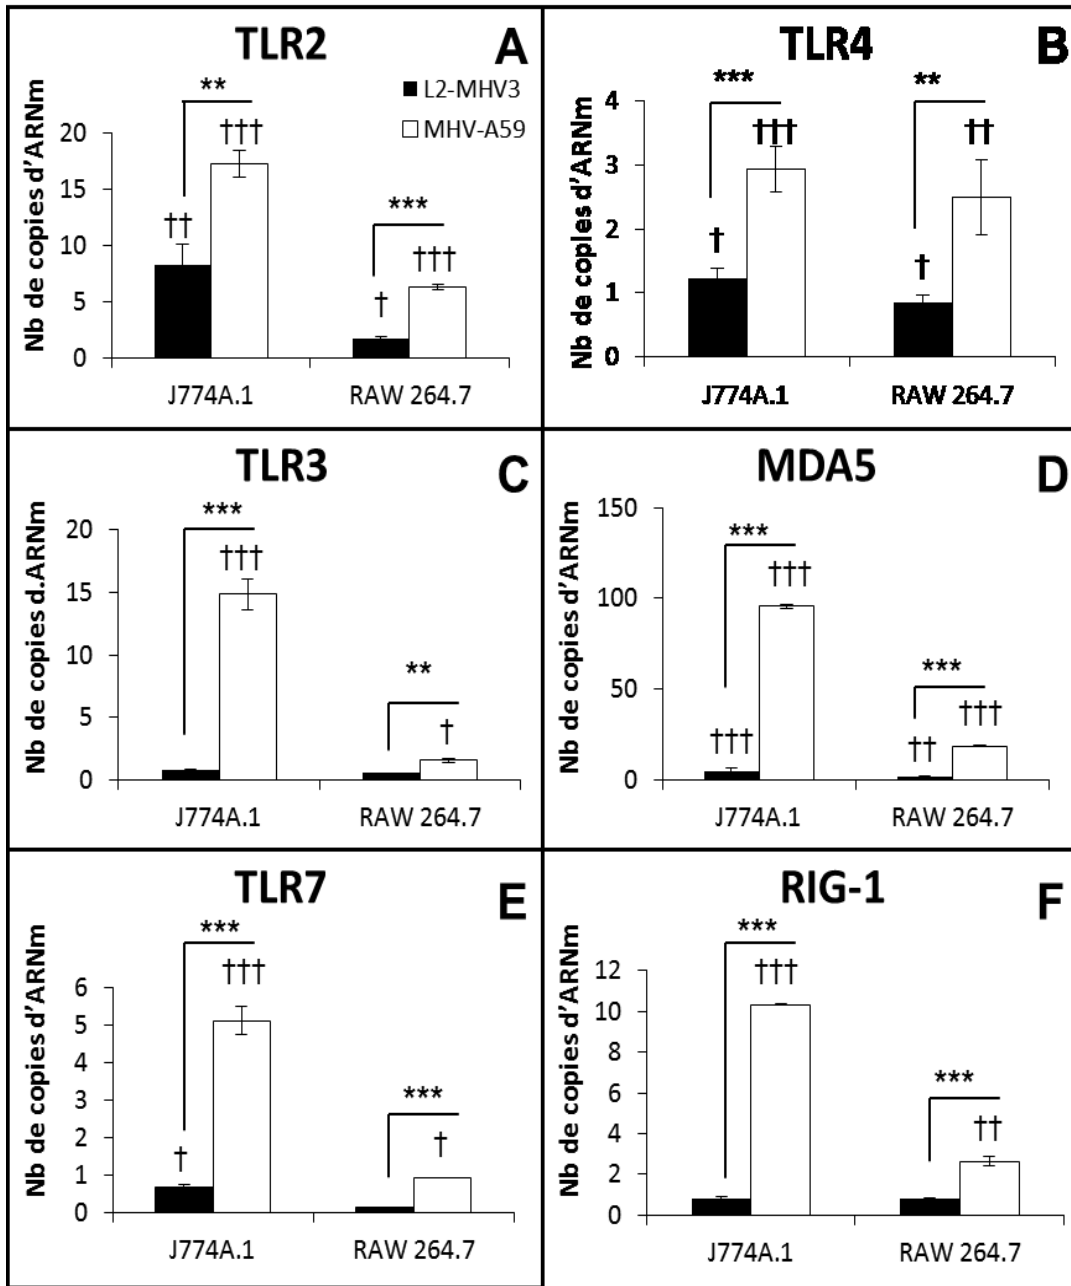 TLR2
A
L2-MHV3
MHV-A59
**
†††
††
***
†††
†
Nb de copies d'ARNm
20
15
10
5
0
J774A.1 RAW 264.7
TLR4
B
***
**
†††
††
†
†
Nb de copies d'ARNm
4
3
2
1
0
J774A.1 RAW 264.7
TLR3
C
***
†††
**
†
Nb de copies d.ARNm
20
15
10
5
0
J774A.1 RAW 264.7
MDA5
D
***
†††
***
†††
†††
††
Nb de copies d'ARNm
150
100
50
0
J774A.1 RAW 264.7
TLR7
E
***
†††
***
†
†
Nb de copies d'ARNm
6
5
4
3
2
1
0
J774A.1 RAW 264.7
RIG-1
F
***
†††
***
††
Nb de copies d'ARNm
12
10
8
6
4
2
0
J774A.1 RAW 264.7